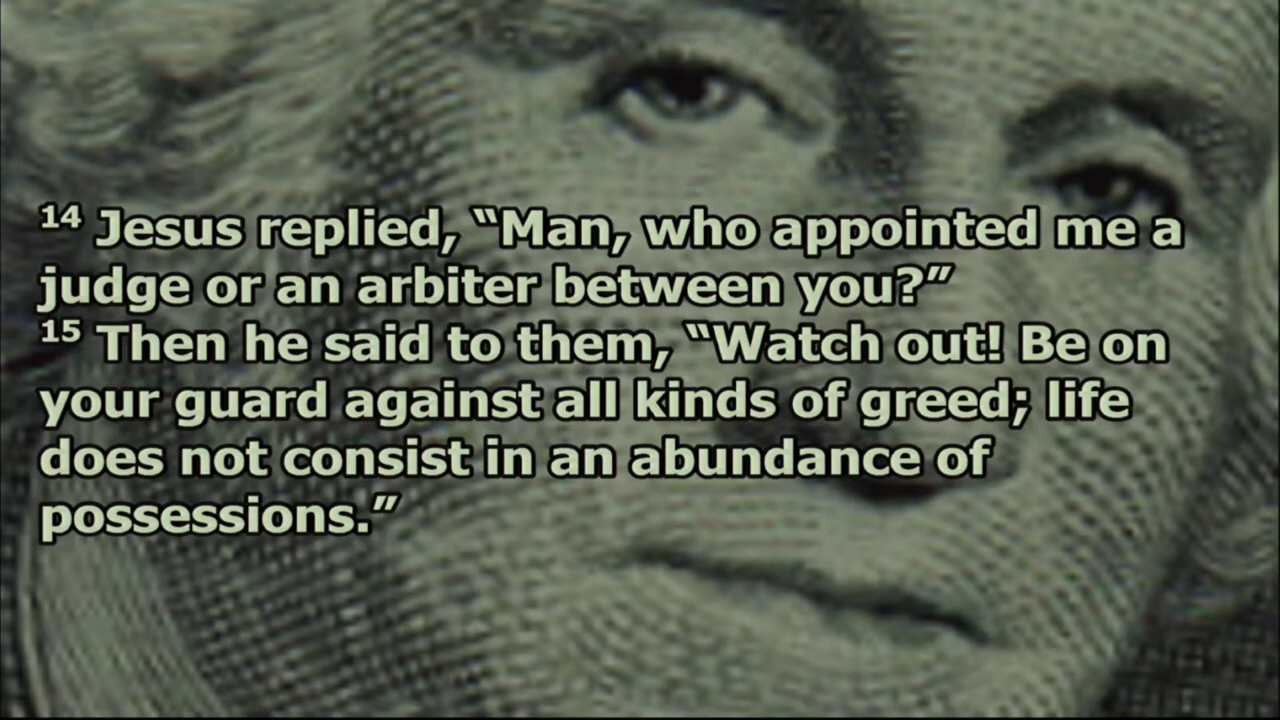 14 Jesus replied, “Man, who appointed me a
judge or an arbiter between you?”
15 Then he said to them, “Watch out! Be on
your guard against all kinds of greed; life
does not consist in an abundance of
possessions.”